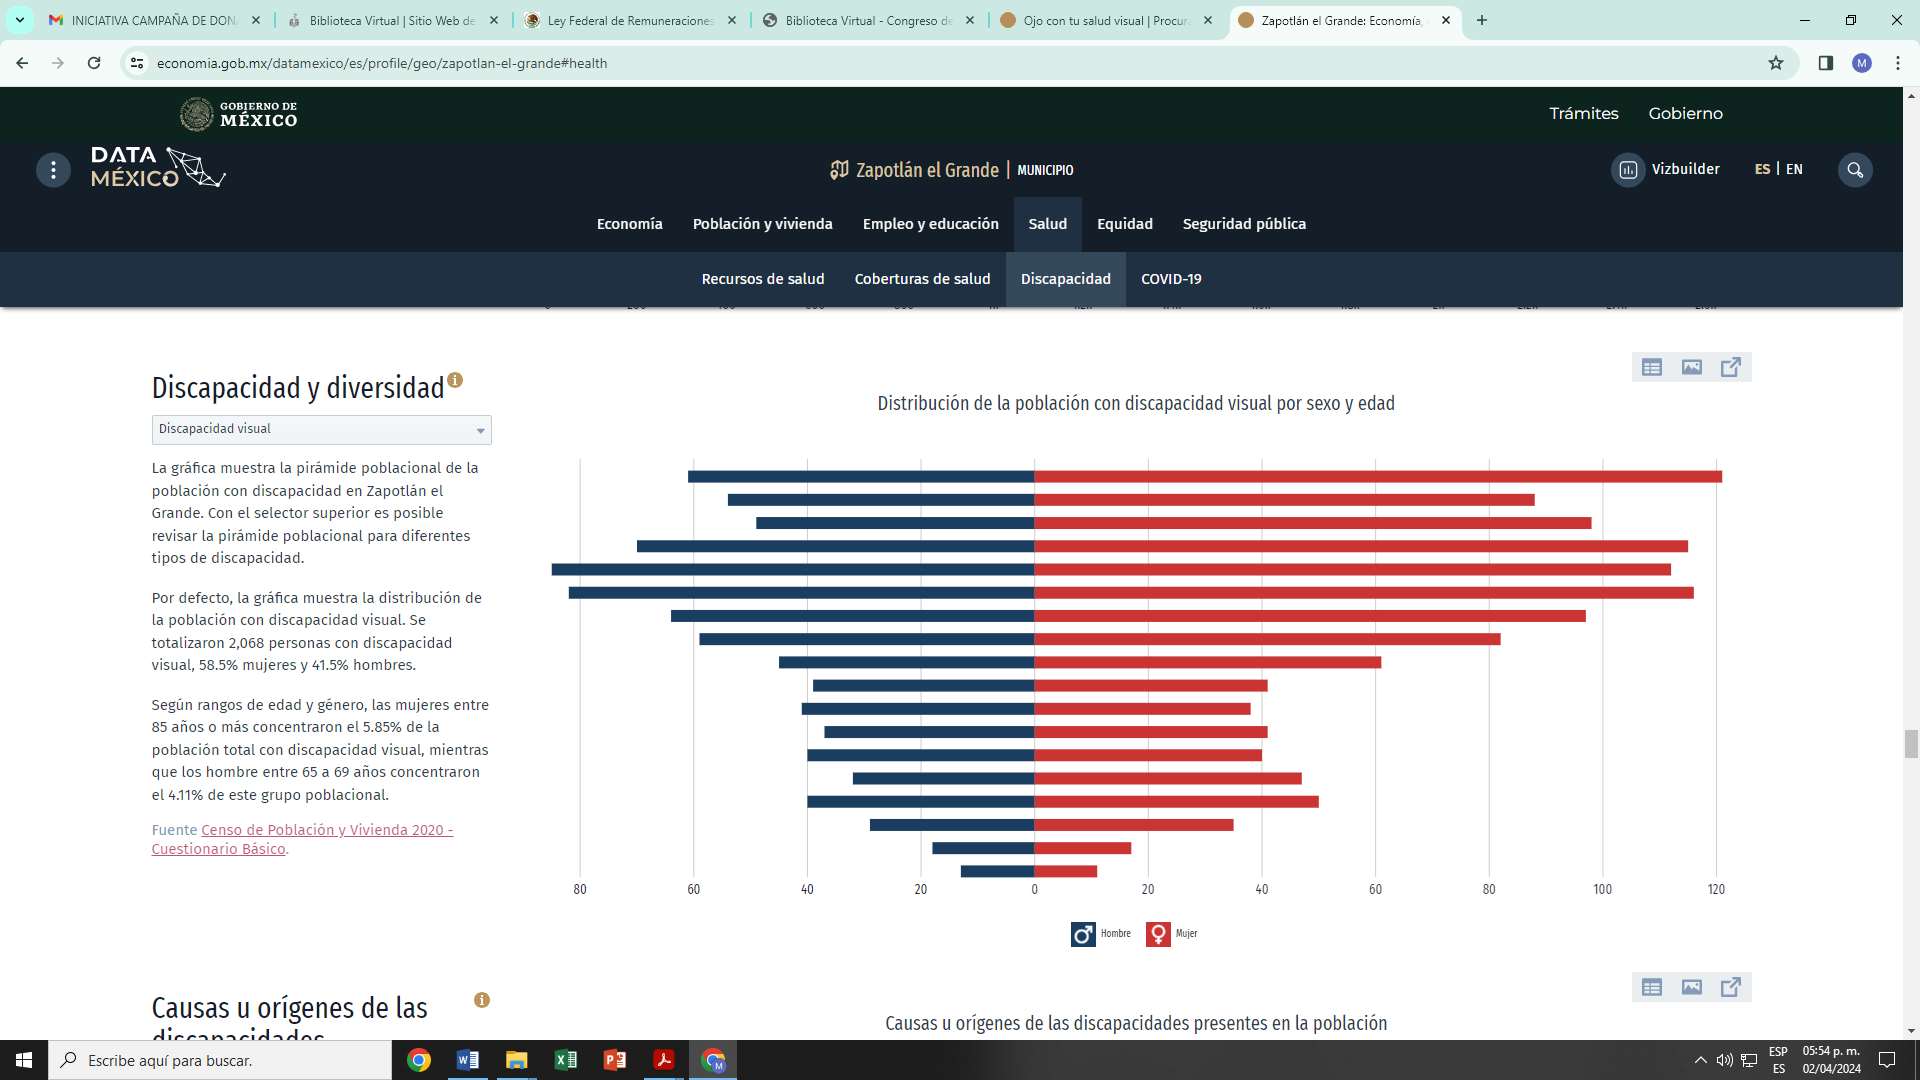 INICIATIVA CAMPAÑA DE DON
Biblioteca Virtual | Sitio Web de
Ley Federal de Remuneraciones
Biblioteca Virtual - Congreso de
Ojo con tu salud visual | Procura
Zapotlán el Grande: Economía,
economia.gob.mx/datamexico/es/profile/geo/zapotlan-el-grande#health
M
GOBIERNO DE
MÉXICO
Trámites
Gobierno
DATA
MÉXICO
Zapotlán el Grande | MUNICIPIO
Vizbuilder
ES | EN
Economía
Población y vivienda
Empleo y educación
Salud
Equidad
Seguridad pública
Recursos de salud
Coberturas de salud
Discapacidad
COVID-19
Discapacidad y diversidad
Discapacidad visual
La gráfica muestra la pirámide poblacional de la
población con discapacidad en Zapotlán el
Grande. Con el selector superior es posible
revisar la pirámide poblacional para diferentes
tipos de discapacidad.
Por defecto, la gráfica muestra la distribución de
la población con discapacidad visual. Se
totalizaron 2,068 personas con discapacidad
visual, 58.5% mujeres y 41.5% hombres.
Según rangos de edad y género, las mujeres entre
85 años o más concentraron el 5.85% de la
población total con discapacidad visual, mientras
que los hombre entre 65 a 69 años concentraron
el 4.11% de este grupo poblacional.
Fuente Censo de Población y Vivienda 2020 -
Cuestionario Básico.
Distribución de la población con discapacidad visual por sexo y edad
80 60 40 20 0 20 40 60 80 100 120
Hombre
Mujer
Causas u orígenes de las
discapacidades
Causas u orígenes de las discapacidades presentes en la población
Escribe aquí para buscar.
ESP
ES
05:54 p. m.
02/04/2024